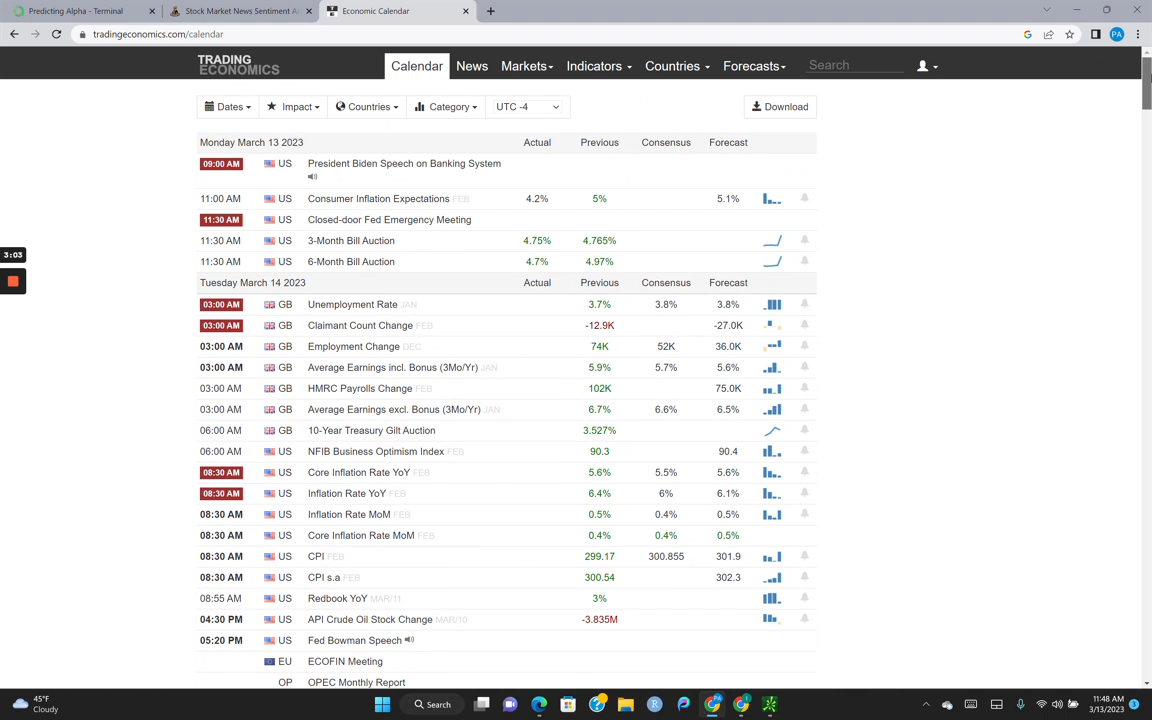 Predicting Alpha - Terminal
Stock Market News Sentiment A
Economic Calendar
tradingeconomics.com/calendar
PA
TRADING
ECONOMICS
Calendar News Markets Indicators Countries Forecasts Search
Dates Impact Countries Category UTC -4 Download
Monday March 13 2023 Actual Previous Consensus Forecast
09:00 AM US President Biden Speech on Banking System
11:00 AM US Consumer Inflation Expectations FEB 4.2% 5% 5.1%
11:30 AM US Closed-door Fed Emergency Meeting
3:03
11:30 AM US 3-Month Bill Auction 4.75% 4.765%
11:30 AM US 6-Month Bill Auction 4.7% 4.97%
Tuesday March 14 2023 Actual Previous Consensus Forecast
03:00 AM GB Unemployment Rate JAN 3.7% 3.8% 3.8%
03:00 AM GB Claimant Count Change FEB -12.9K -27.0K
03:00 AM GB Employment Change DEC 74K 52K 36.0K
03:00 AM GB Average Earnings incl. Bonus (3Mo/Yr) JAN 5.9% 5.7% 5.6%
03:00 AM GB HMRC Payrolls Change FEB 102K 75.0K
03:00 AM GB Average Earnings excl. Bonus (3Mo/Yr) JAN 6.7% 6.6% 6.5%
06:00 AM GB 10-Year Treasury Gilt Auction 3.527%
06:00 AM US NFIB Business Optimism Index FEB 90.3 90.4
08:30 AM US Core Inflation Rate YoY FEB 5.6% 5.5% 5.6%
08:30 AM US Inflation Rate YoY FEB 6.4% 6% 6.1%
08:30 AM US Inflation Rate MoM FEB 0.5% 0.4% 0.5%
08:30 AM US Core Inflation Rate MoM FEB 0.4% 0.4% 0.5%
08:30 AM US CPI FEB 299.17 300.855 301.9
08:30 AM US CPI s.a FEB 300.54 302.3
08:55 AM US Redbook YoY MAR/11 3%
04:30 PM US API Crude Oil Stock Change MAR/10 -3.835M
05:20 PM US Fed Bowman Speech
EU ECOFIN Meeting
OP OPEC Monthly Report
45°F
Cloudy
Search
11:48 AM
3/13/2023